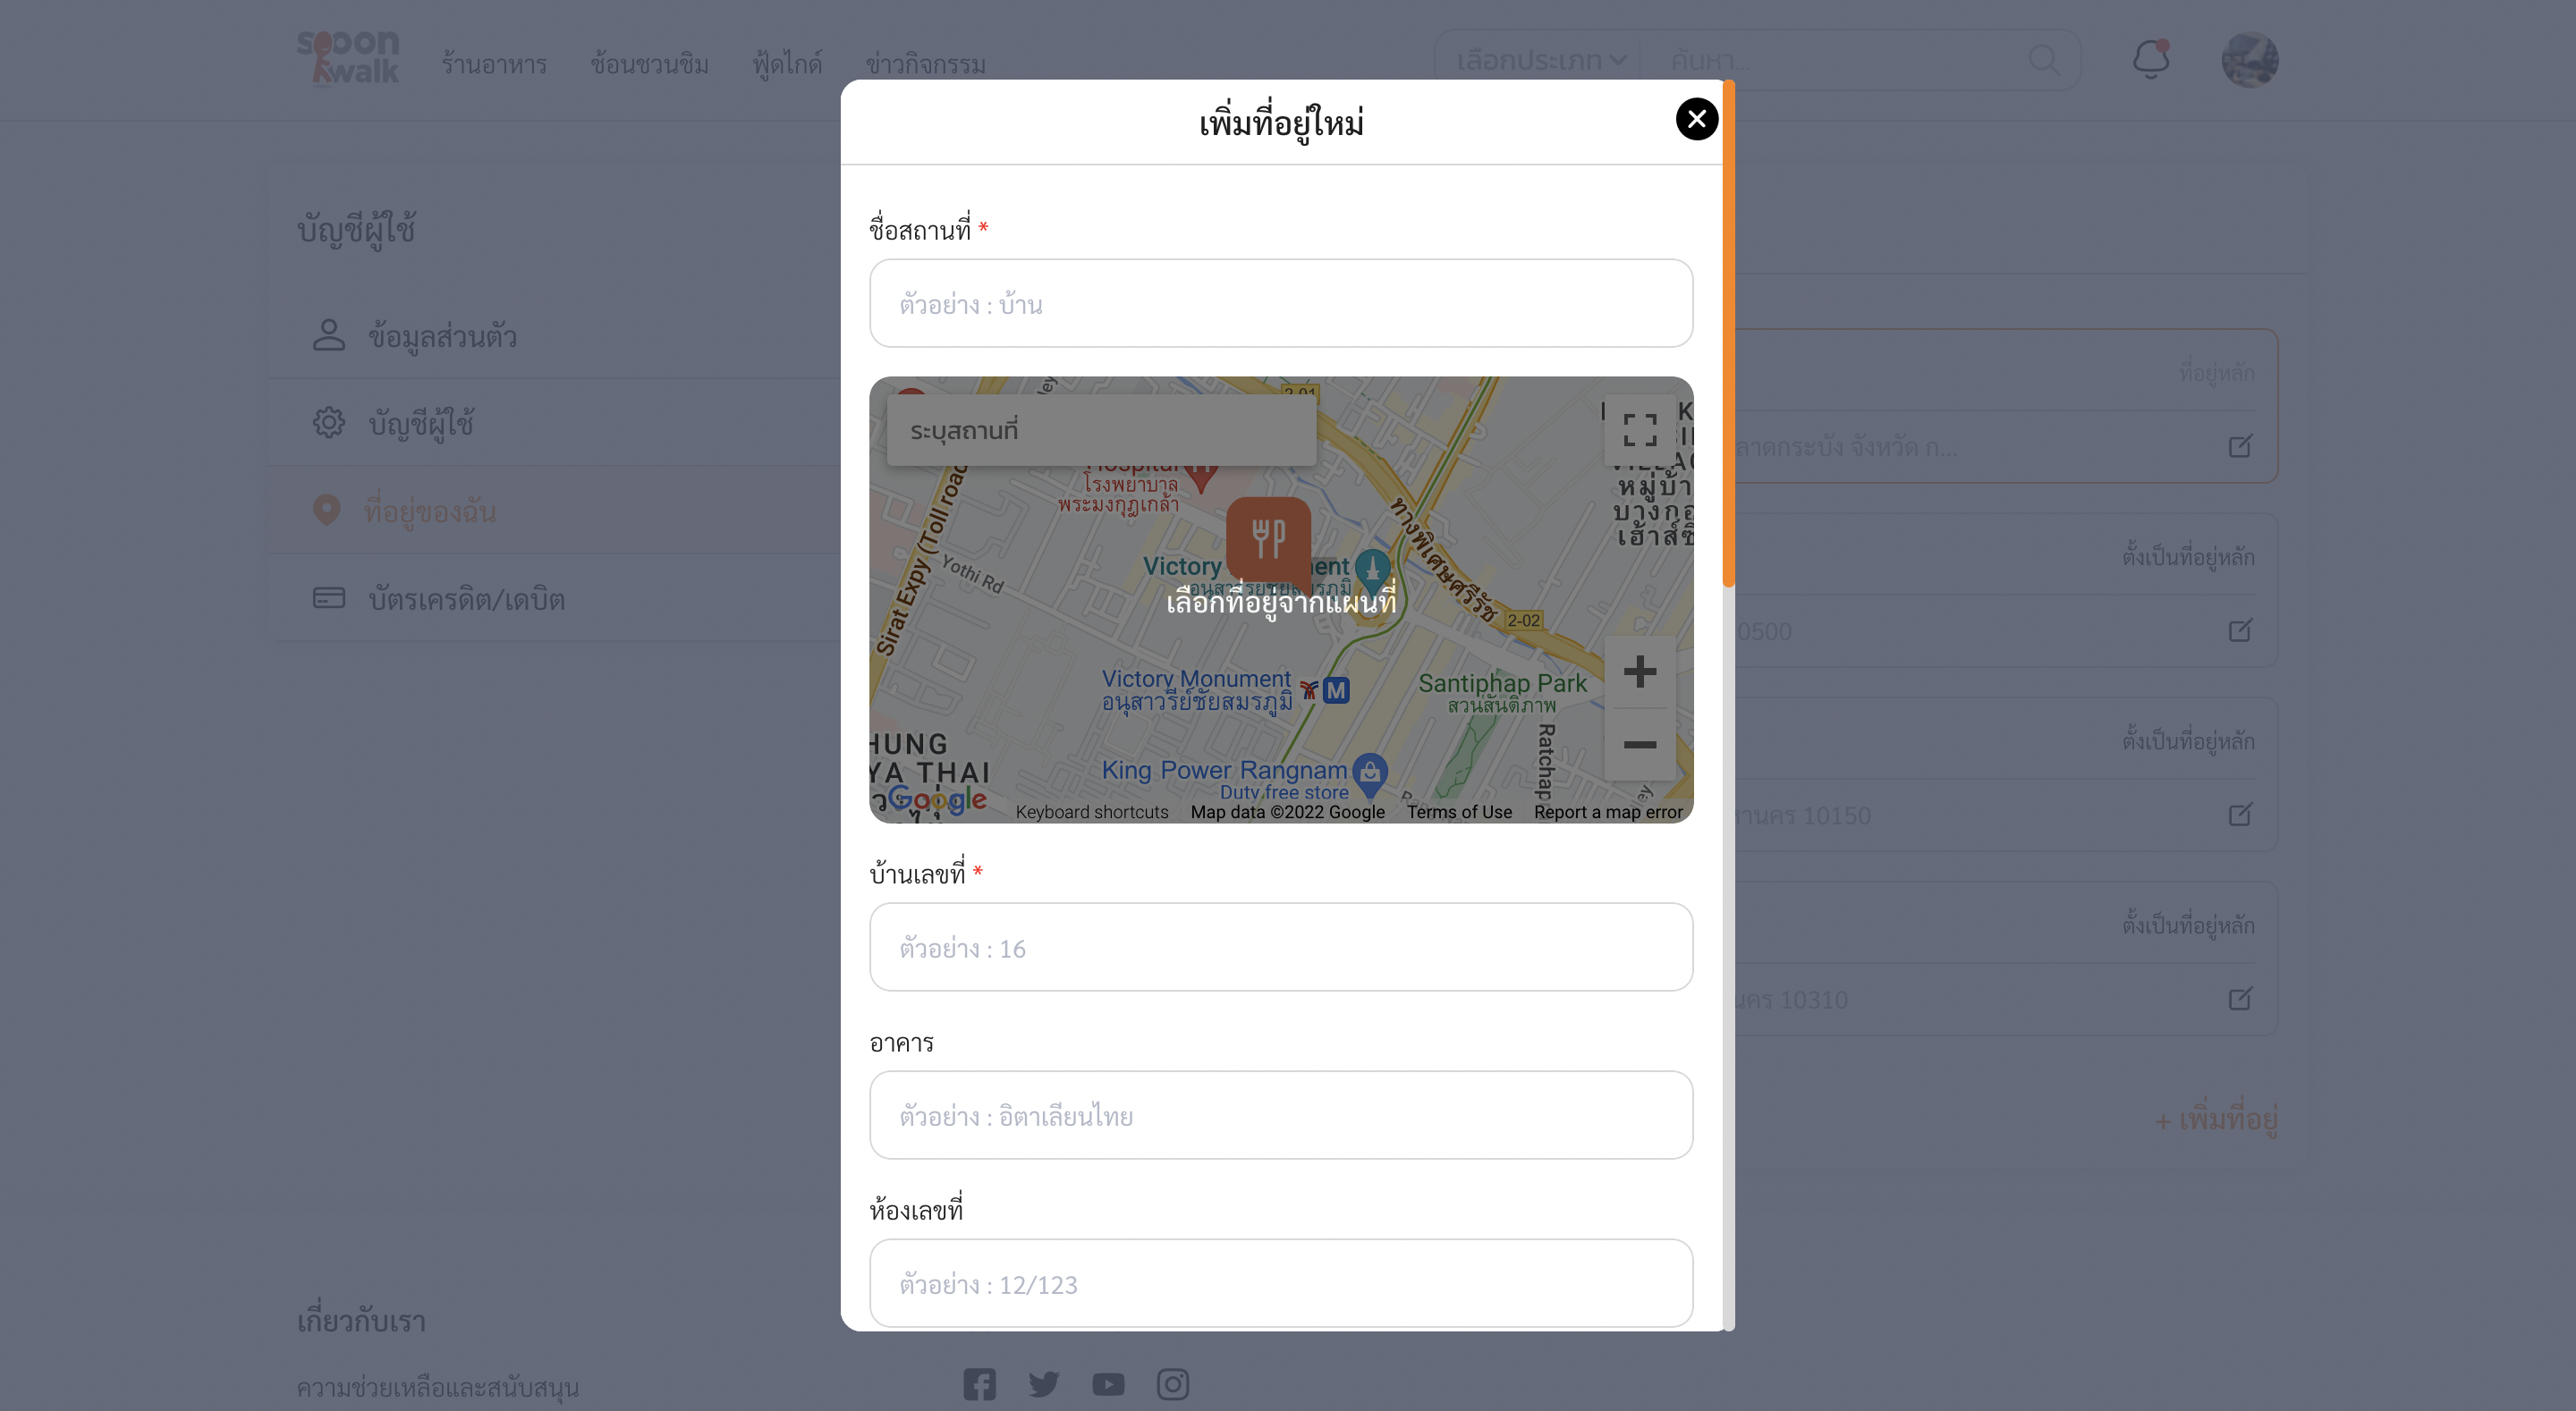 spoon walk
ร้านอาหาร ช้อนชวนชิม ฟู้ดไกด์ ข่าวกิจกรรม
เลือกประเภท ค้นหา...
บัญชีผู้ใช้
ข้อมูลส่วนตัว
บัญชีผู้ใช้
ที่อยู่ของฉัน
บัตรเครดิต/เดบิต
เพิ่มที่อยู่ใหม่
ชื่อสถานที่ *
ตัวอย่าง : บ้าน
ระบุสถานที่
2-01
Hospital
โรงพยาบาล
พระมงกุฎเกล้า
หมู่บ้า
บางกอ
เฮ้าส์ซิ
Sirat Expy (Toll road
Yothi Rd
ทางพิเศษศรีรัช
Victory
อนุสาวรีย์ชัยสมรภูมิ
เลือกที่อยู่จากแผนที่
2-02
Victory Monument
อนุสาวรีย์ชัยสมรภูมิ
M
Santiphap Park
สวนสันติภาพ
Ratchap
HUNG
YA THAI
King Power Rangnam
Duty free store
Google
Keyboard shortcuts Map data ©2022 Google Terms of Use Report a map error
บ้านเลขที่ *
ตัวอย่าง : 16
อาคาร
ตัวอย่าง : อิตาเลียนไทย
ห้องเลขที่
ตัวอย่าง : 12/123
ที่อยู่หลัก
ลาดกระบัง จังหวัด ก...
ตั้งเป็นที่อยู่หลัก
0500
ตั้งเป็นที่อยู่หลัก
หานคร 10150
ตั้งเป็นที่อยู่หลัก
นคร 10310
+ เพิ่มที่อยู่
เกี่ยวกับเรา
ความช่วยเหลือและสนับสนุน